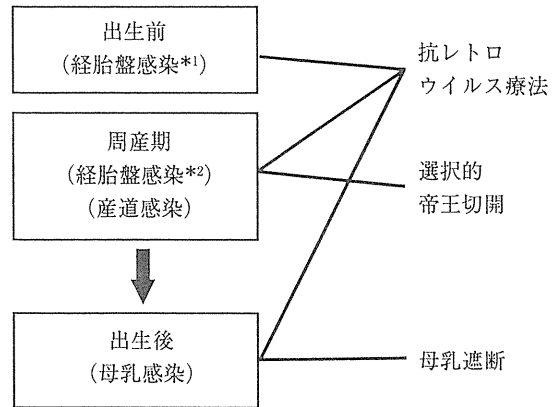 出生前
(経胎盤感染*1)
抗レトロ
ウイルス療法
周産期
(経胎盤感染*2)
(産道感染)
選択的
帝王切開
出生後
(母乳感染)
母乳遮断